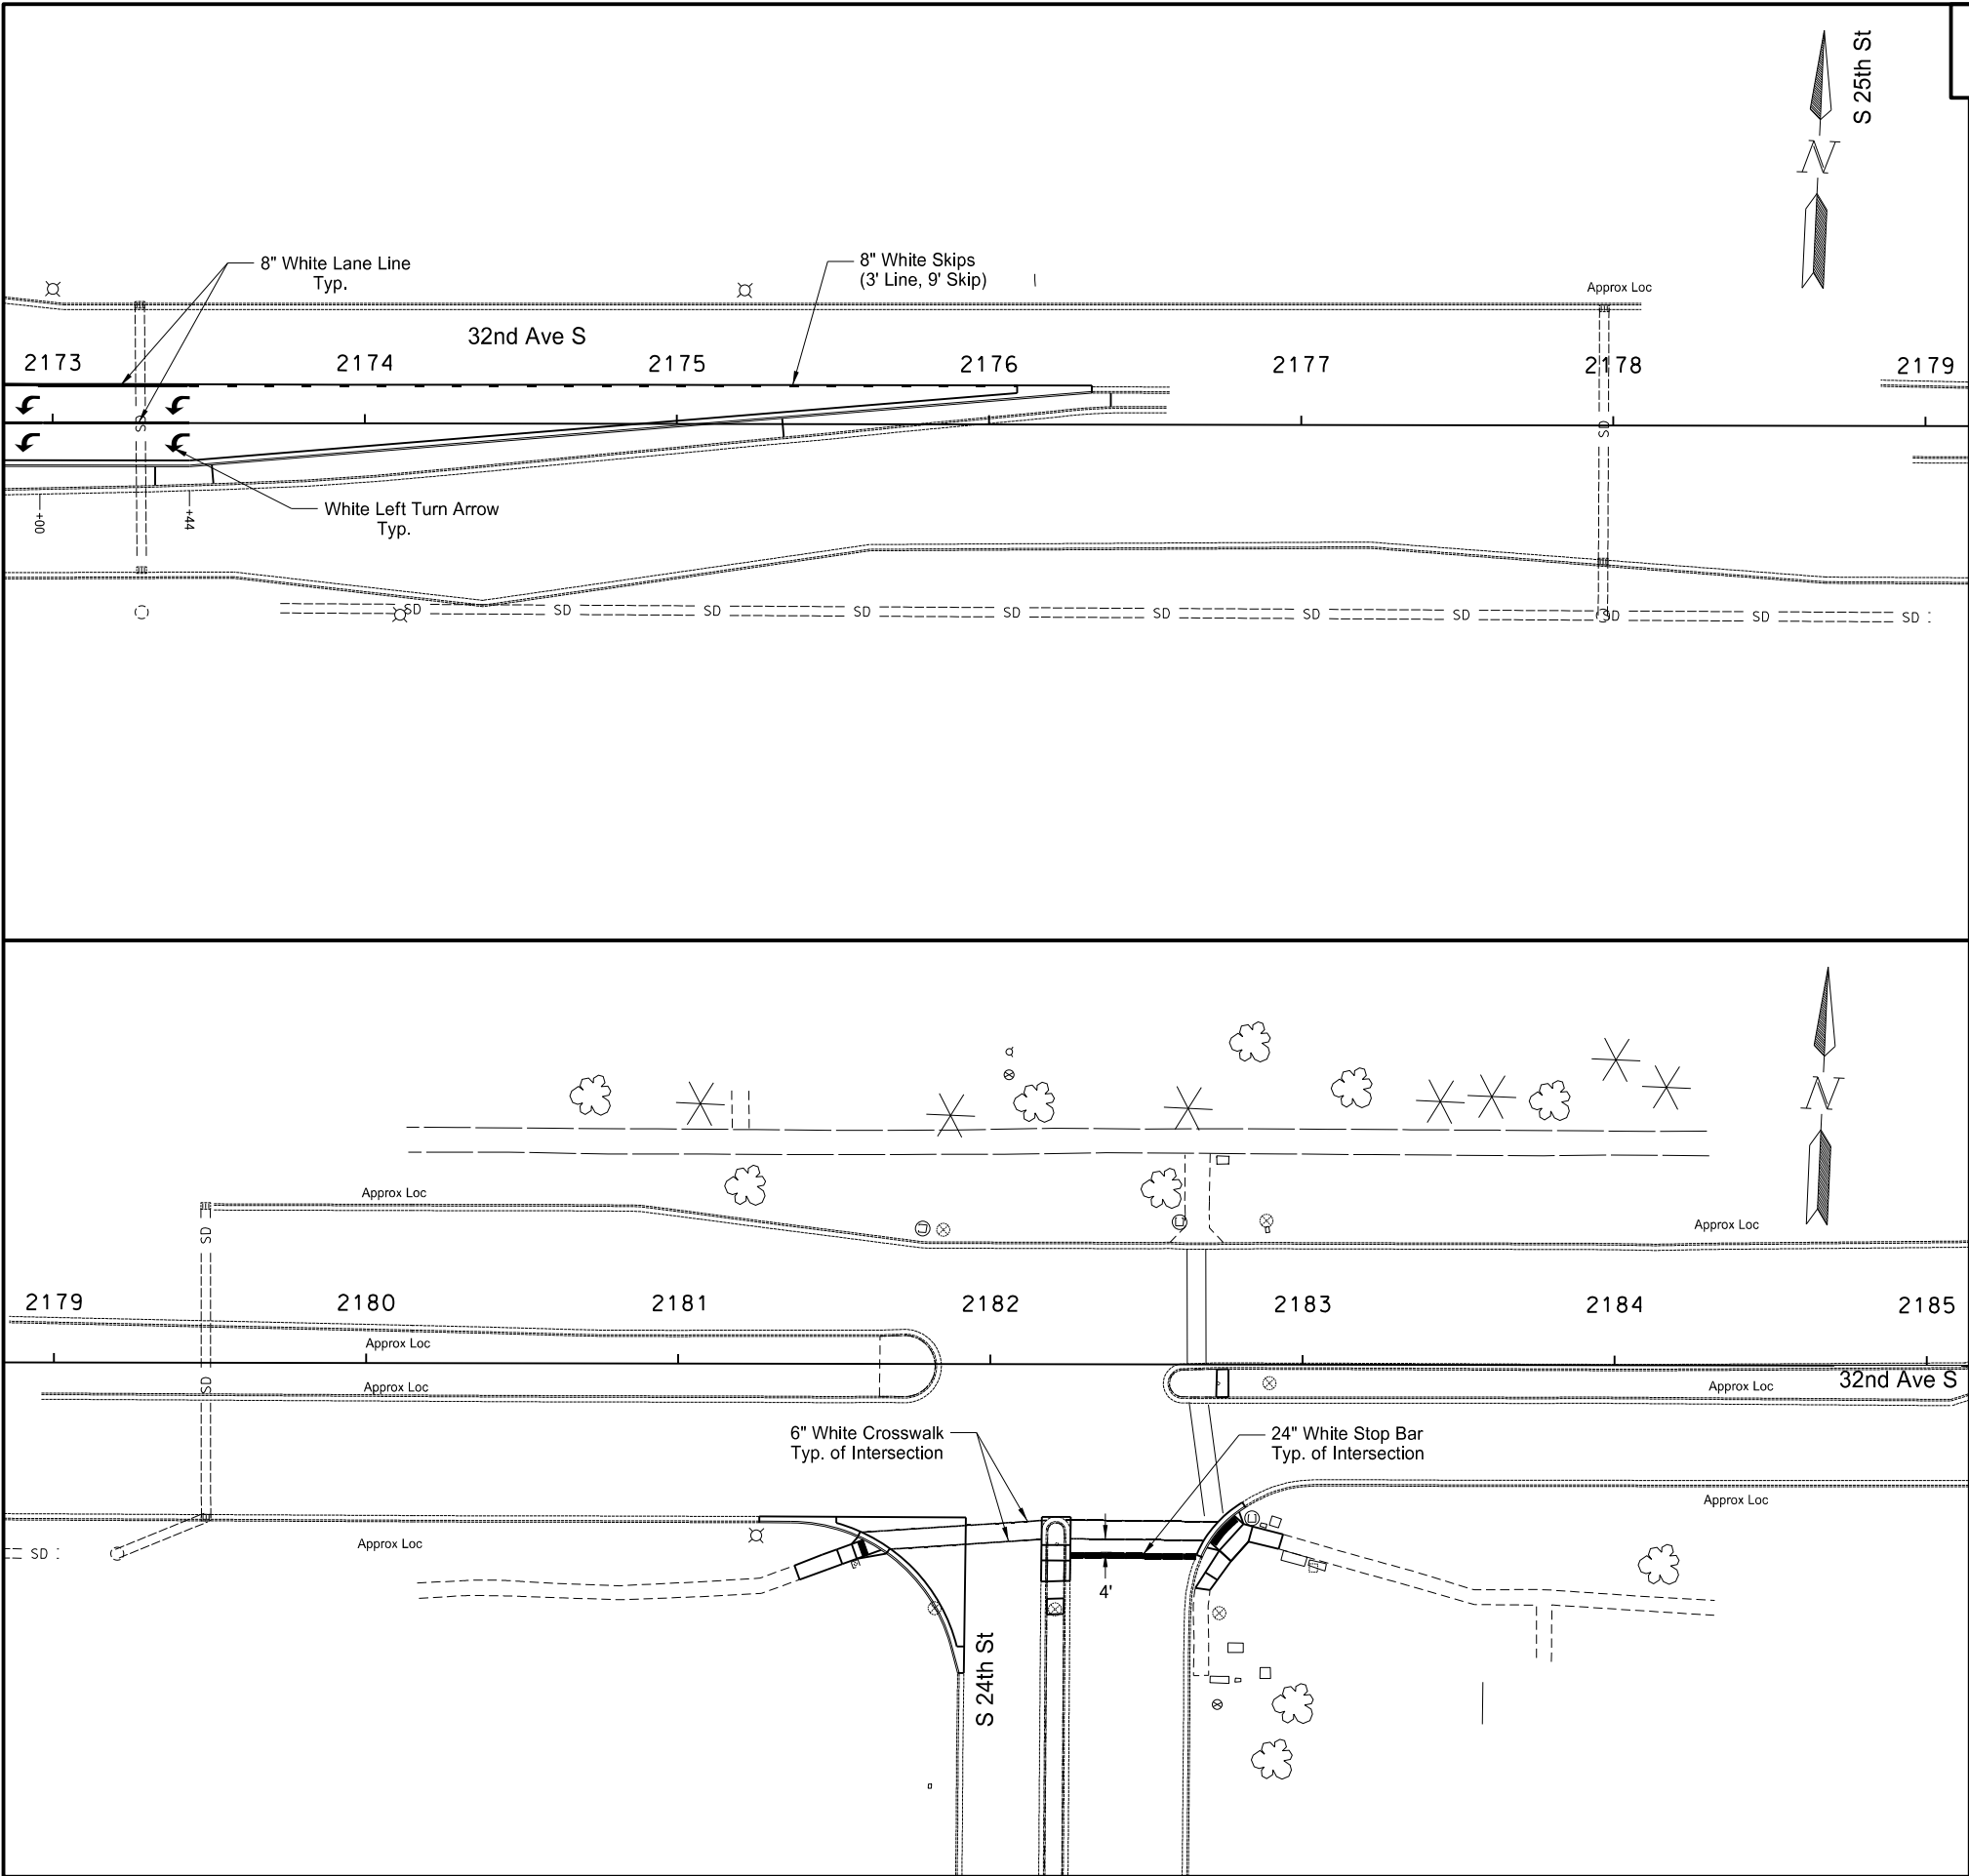 S 25th St
N
8" White Lane Line
Typ.
8" White Skips
(3' Line, 9' Skip)
Approx Loc
32nd Ave S
2173 2174 2175 2176 2177 2178 2179
SD SD
+00 +44
White Left Turn Arrow
Typ.
SD SD SD SD SD SD SD SD SD SD SD
N
Approx Loc
Approx Loc
SD
2179 2180 2181 2182 2183 2184 2185
Approx Loc
SD
Approx Loc Approx Loc 32nd Ave S
6" White Crosswalk
Typ. of Intersection
24" White Stop Bar
Typ. of Intersection
Approx Loc
Approx Loc
SD
4'
S 24th St